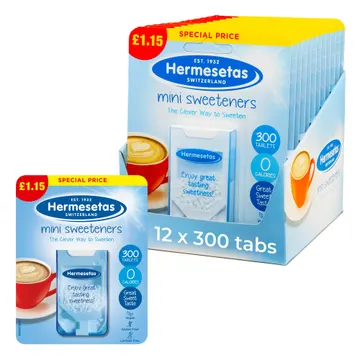 £1.15
SPECIAL PRICE
EST. 1932
Hermesetas
SWITZERLAND
mini sweeteners
The Clever Way to Sweeten
300
TABLETS
0
CALORIES
Great
Sweet
Taste
Hermesetas
Enjoy great
tasting
sweetness!
12 x 300 tabs
£1.15
SPECIAL PRICE
EST. 1932
Hermesetas
SWITZERLAND
mini sweeteners
The Clever Way to Sweeten
300
TABLETS
0
CALORIES
Great
Sweet
Taste
Enjoy great
tasting
sweetness!